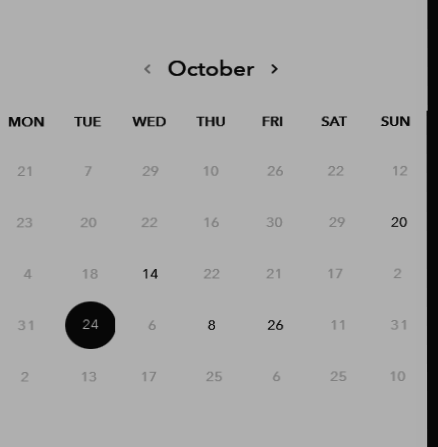 ‹ October ›
MON TUE WED THU FRI SAT SUN
21 7 29 10 26 22 12
23 20 22 16 30 29 20
4 18 14 22 21 17 2
31 24 6 8 26 11 31
2 13 17 25 6 25 10